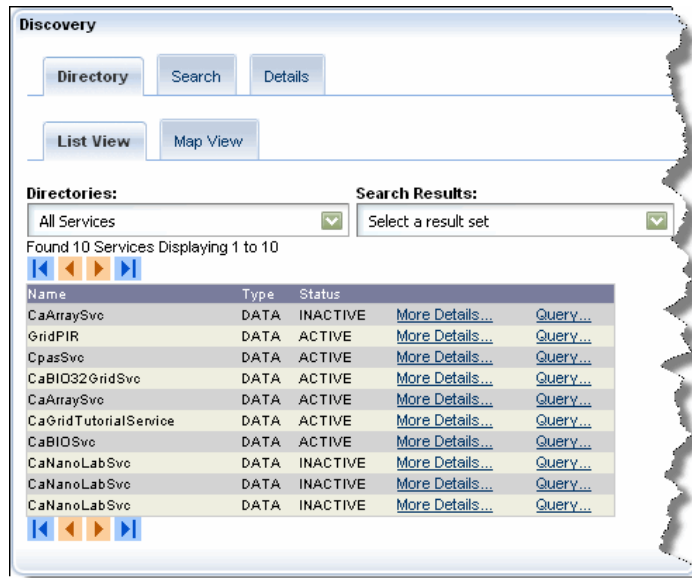 Discovery
Directory Search Details
List View Map View
Directories: Search Results:
All Services Select a result set
Found 10 Services Displaying 1 to 10
Name Type Status
CaArraySvc DATA INACTIVE More Details... Query...
GridPIR DATA ACTIVE More Details... Query...
CpasSvc DATA ACTIVE More Details... Query...
CaBIO32GridSvc DATA ACTIVE More Details... Query...
CaArraySvc DATA ACTIVE More Details... Query...
CaGridTutorialService DATA ACTIVE More Details... Query...
CaBIOSvc DATA ACTIVE More Details... Query...
CaNanoLabSvc DATA INACTIVE More Details... Query...
CaNanoLabSvc DATA INACTIVE More Details... Query...
CaNanoLabSvc DATA INACTIVE More Details... Query...